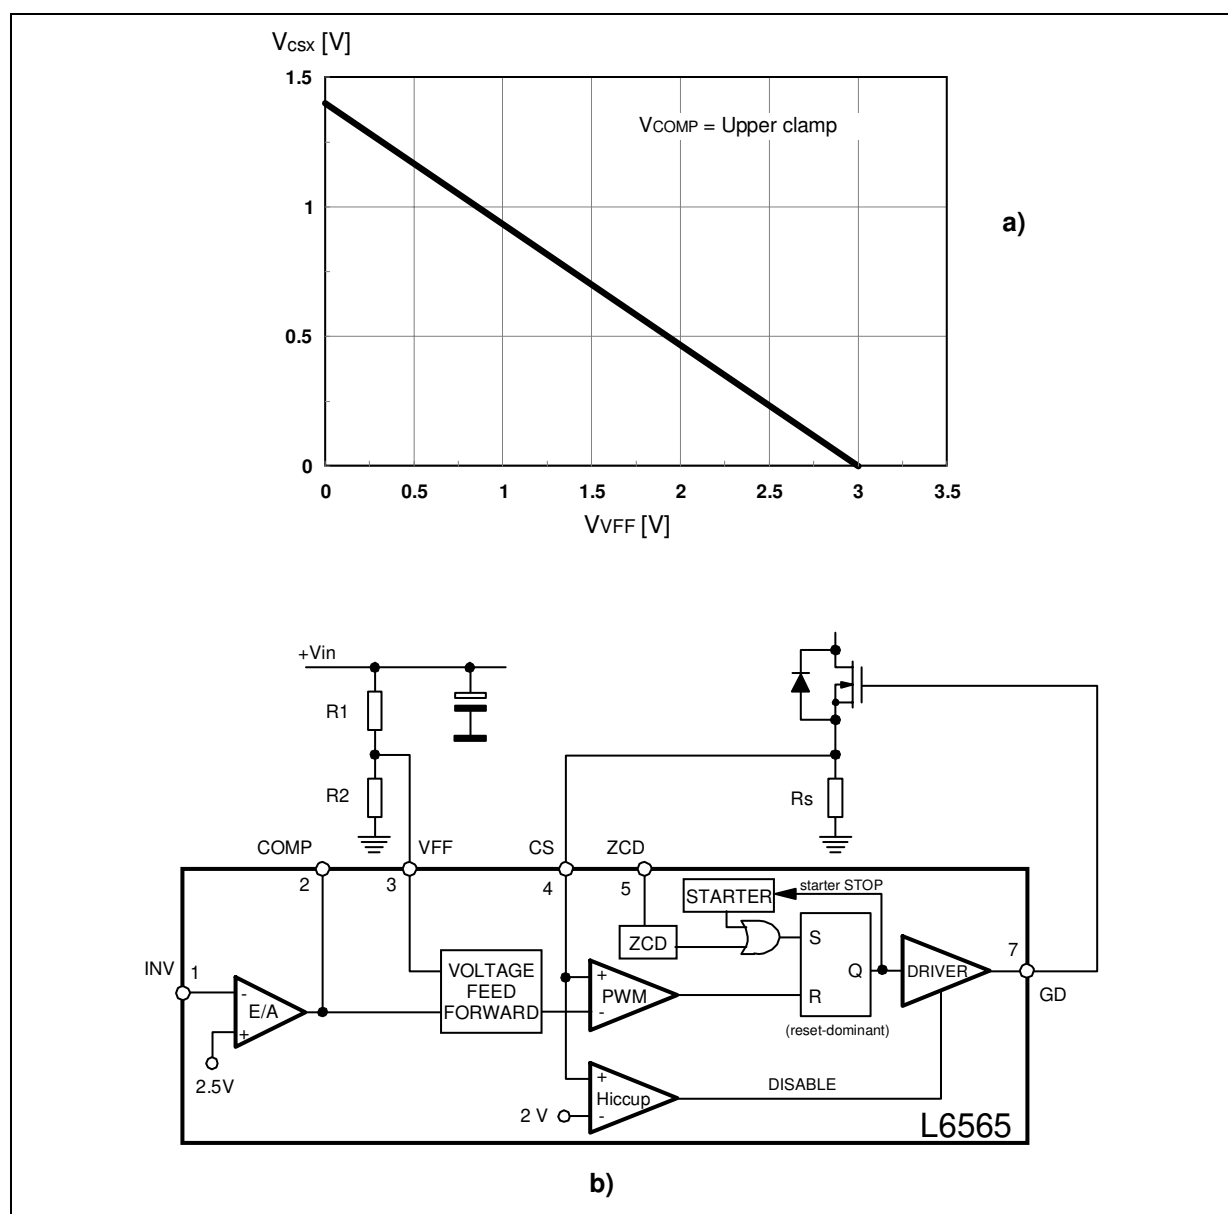 Vcsx [V]
1.5
VCOMP = Upper clamp
1
a)
0.5
0
0 0.5 1 1.5 2 2.5 3 3.5
VVFF [V]
+Vin
R1
R2
Rs
COMP VFF CS ZCD
2 3 4 5
STARTER
starter STOP
ZCD
S
INV
1
VOLTAGE
FEED
FORWARD
+
PWM
-
Q
DRIVER
7
-
E/A
+
R
GD
(reset-dominant)
2.5V
+
Hiccup
-
DISABLE
2 V
L6565
b)